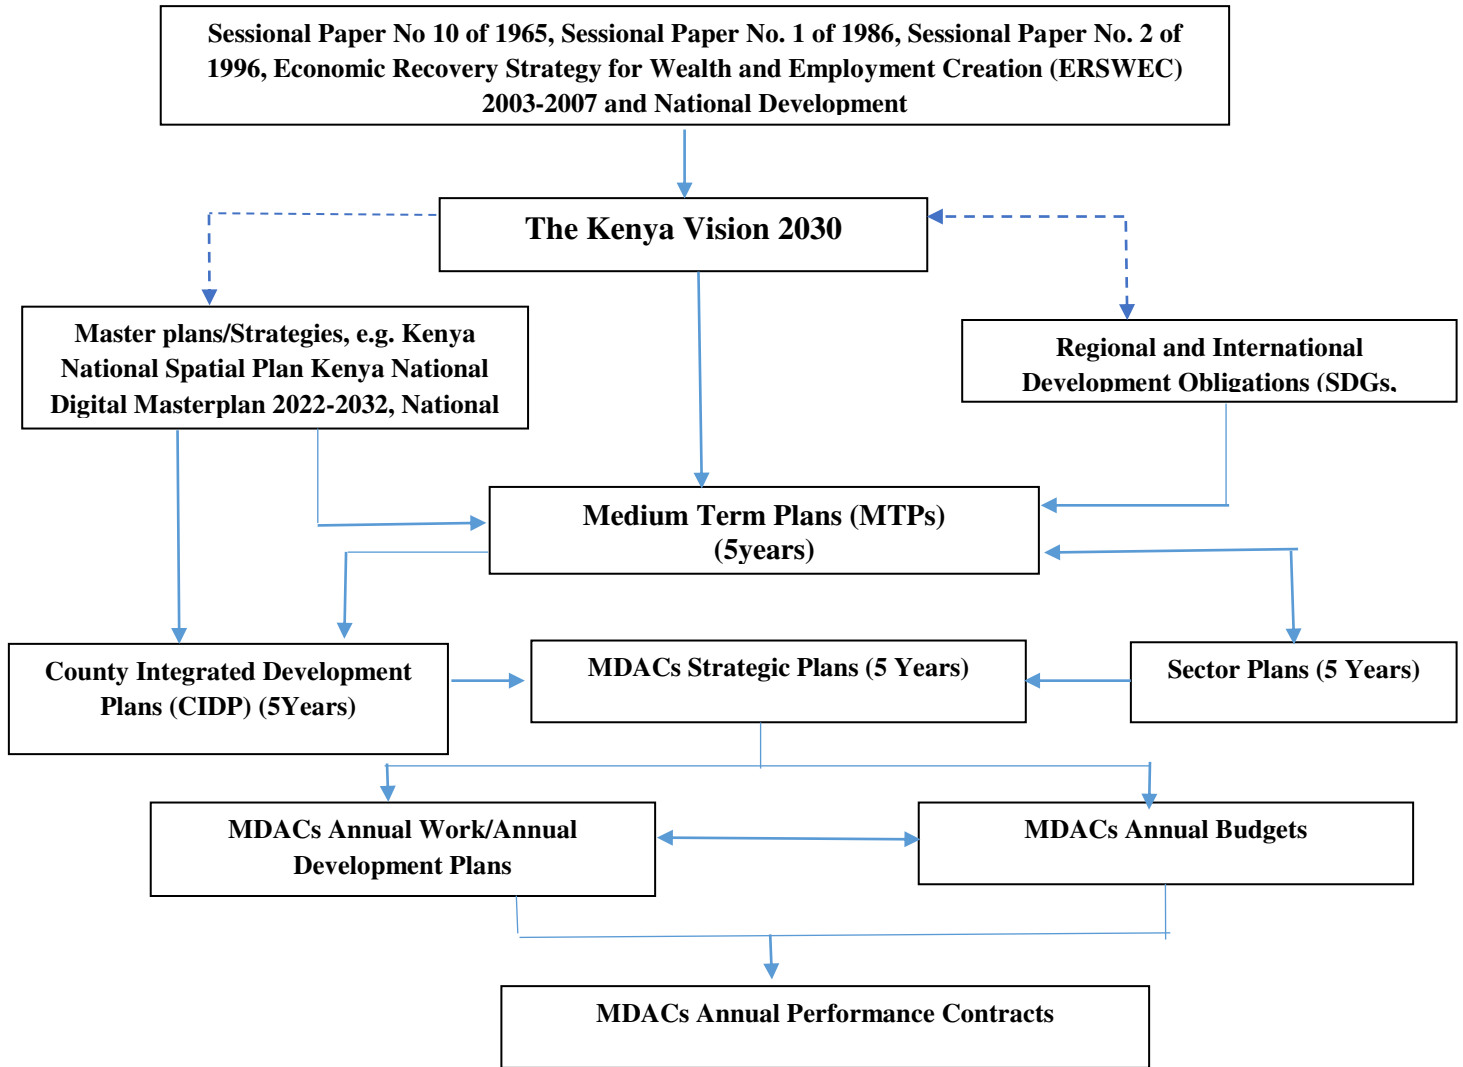 Sessional Paper No 10 of 1965, Sessional Paper No. 1 of 1986, Sessional Paper No. 2 of
1996, Economic Recovery Strategy for Wealth and Employment Creation (ERSWEC)
2003-2007 and National Development
The Kenya Vision 2030
Master plans/Strategies, e.g. Kenya
National Spatial Plan Kenya National
Digital Masterplan 2022-2032, National
Regional and International
Development Obligations (SDGs,
Medium Term Plans (MTPs)
(5years)
County Integrated Development
Plans (CIDP) (5Years)
MDACs Strategic Plans (5 Years)
Sector Plans (5 Years)
MDACs Annual Work/Annual
Development Plans
MDACs Annual Budgets
MDACs Annual Performance Contracts